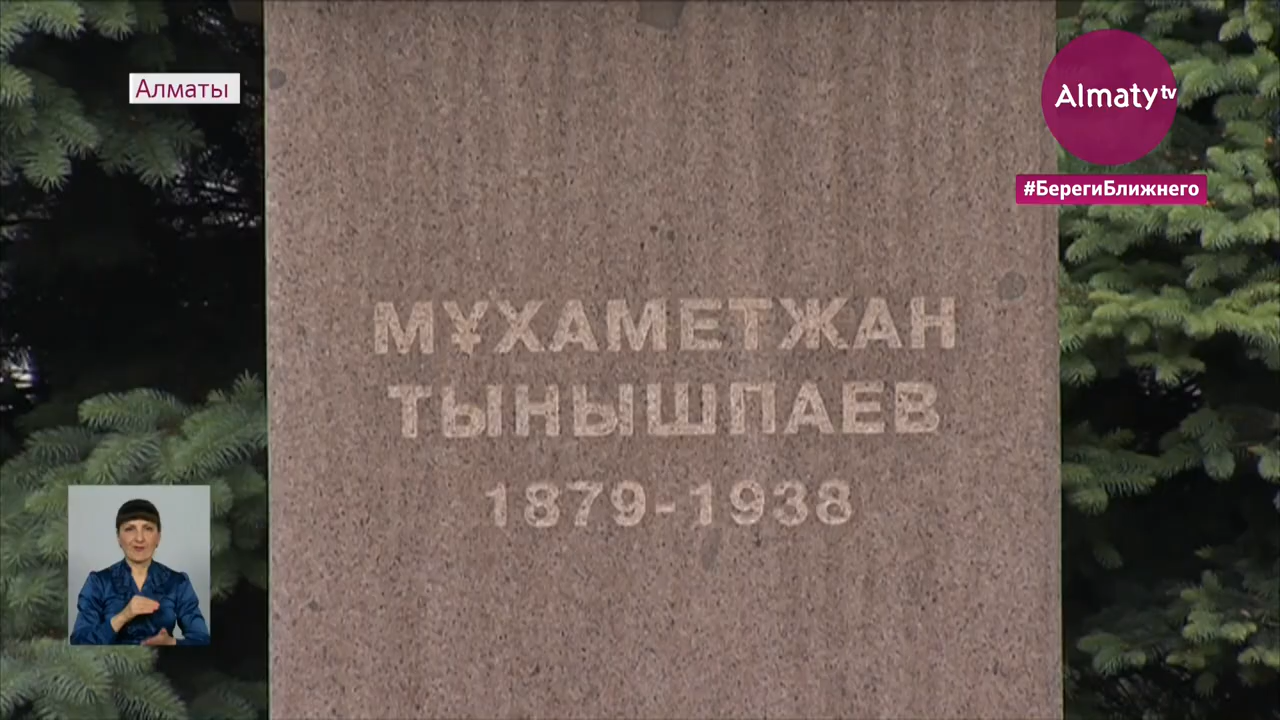 Алматы
Almaty tv
#БерегиБлижнего
МҰХАМЕТЖАН
ТЫНЫШПАЕВ
1879-1938